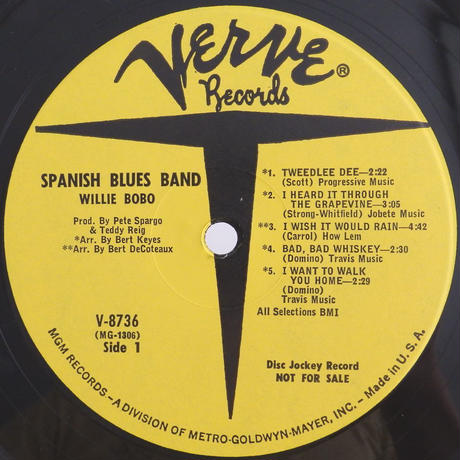 VERVE®
Records
SPANISH BLUES BAND
WILLIE BOBO
Prod. By Pete Spargo
& Teddy Reig
*Arr. By Bert Keyes
**Arr. By Bert DeCoteaux
V-8736
(MG-1306)
Side 1
*1. TWEEDLEE DEE—2:22
(Scott) Progressive Music
*2. I HEARD IT THROUGH
THE GRAPEVINE—3:05
(Strong-Whitfield) Jobete Music
**3. I WISH IT WOULD RAIN—4:42
(Carrol) How Lem
*4. BAD, BAD WHISKEY—2:30
(Domino) Travis Music
*5. I WANT TO WALK
YOU HOME—2:29
(Domino)
Travis Music
All Selections BMI
Disc Jockey Record
NOT FOR SALE
MGM RECORDS—A DIVISION OF METRO-GOLDWYN-MAYER, INC.—Made in U.S.A.